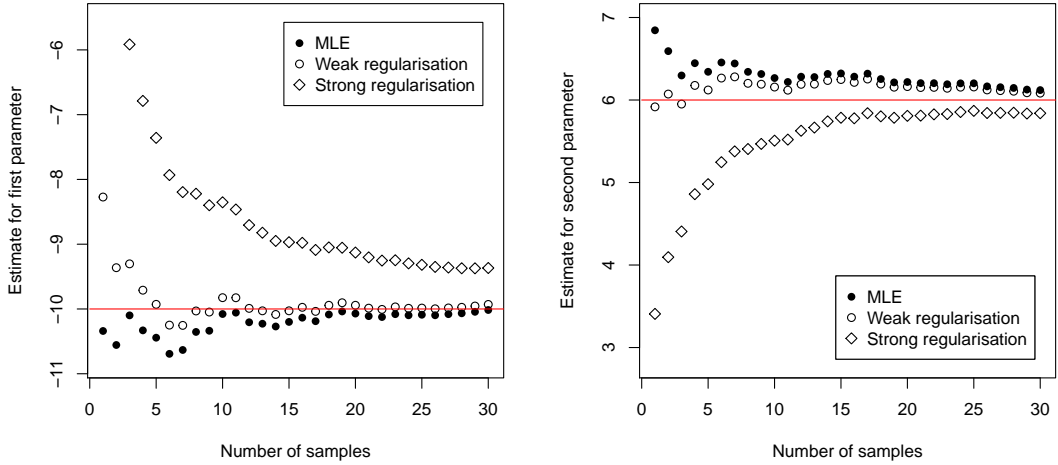 Estimate for first parameter
−6
−7
−8
−9
−10
−11
MLE
Weak regularisation
Strong regularisation
0 5 10 15 20 25 30
Number of samples
Estimate for second parameter
7
6
5
4
3
MLE
Weak regularisation
Strong regularisation
0 5 10 15 20 25 30
Number of samples